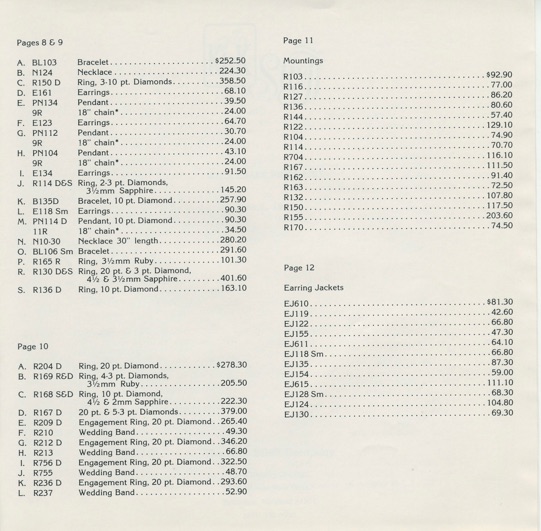 Pages 8 & 9
A. BL103 Bracelet $252.50
B. N124 Necklace 224.30
C. R150 D Ring, 3-10 pt. Diamonds 358.50
D. E161 Earrings 68.10
E. PN134 Pendant 39.50
9R 18" chain* 24.00
F. E123 Earrings 64.70
G. PN112 Pendant 30.70
9R 18" chain* 24.00
H. PN104 Pendant 43.10
9R 18" chain* 24.00
I. E134 Earrings 91.50
J. R114 D&S Ring, 2-3 pt. Diamonds,
3½mm Sapphire 145.20
K. B135D Bracelet, 10 pt. Diamond 257.90
L. E118 Sm Earrings 90.30
M. PN114 D Pendant, 10 pt. Diamond 90.30
11R 18" chain* 34.50
N. N10-30 Necklace 30" length 280.20
O. BL106 Sm Bracelet 291.60
P. R165 R Ring, 3½mm Ruby 101.30
R. R130 D&S Ring, 20 pt. & 3 pt. Diamond,
4½ & 3½mm Sapphire 401.60
S. R136 D Ring, 10 pt. Diamond 163.10
Page 10
A. R204 D Ring, 20 pt. Diamond $278.30
B. R169 R&D Ring, 4-3 pt. Diamonds,
3½mm Ruby 205.50
C. R168 S&D Ring, 10 pt. Diamond,
4½ & 2mm Sapphire 222.30
D. R167 D 20 pt. & 5-3 pt. Diamonds 379.00
E. R209 D Engagement Ring, 20 pt. Diamond 265.40
F. R210 Wedding Band 49.30
G. R212 D Engagement Ring, 20 pt. Diamond 346.20
H. R213 Wedding Band 66.80
I. R756 D Engagement Ring, 20 pt. Diamond 322.50
J. R755 Wedding Band 48.70
K. R236 D Engagement Ring, 20 pt. Diamond 293.60
L. R237 Wedding Band 52.90
Page 11
Mountings
R103 $92.90
R116 77.00
R127 86.20
R136 80.60
R144 57.40
R122 129.10
R104 74.90
R114 70.70
R704 116.10
R167 111.50
R162 91.40
R163 72.50
R132 107.80
R150 117.50
R155 203.60
R170 74.50
Page 12
Earring Jackets
EJ610 $81.30
EJ119 42.60
EJ122 66.80
EJ155 47.30
EJ611 64.10
EJ118 Sm 66.80
EJ135 87.30
EJ154 59.00
EJ615 111.10
EJ128 Sm 68.30
EJ124 104.80
EJ130 69.30